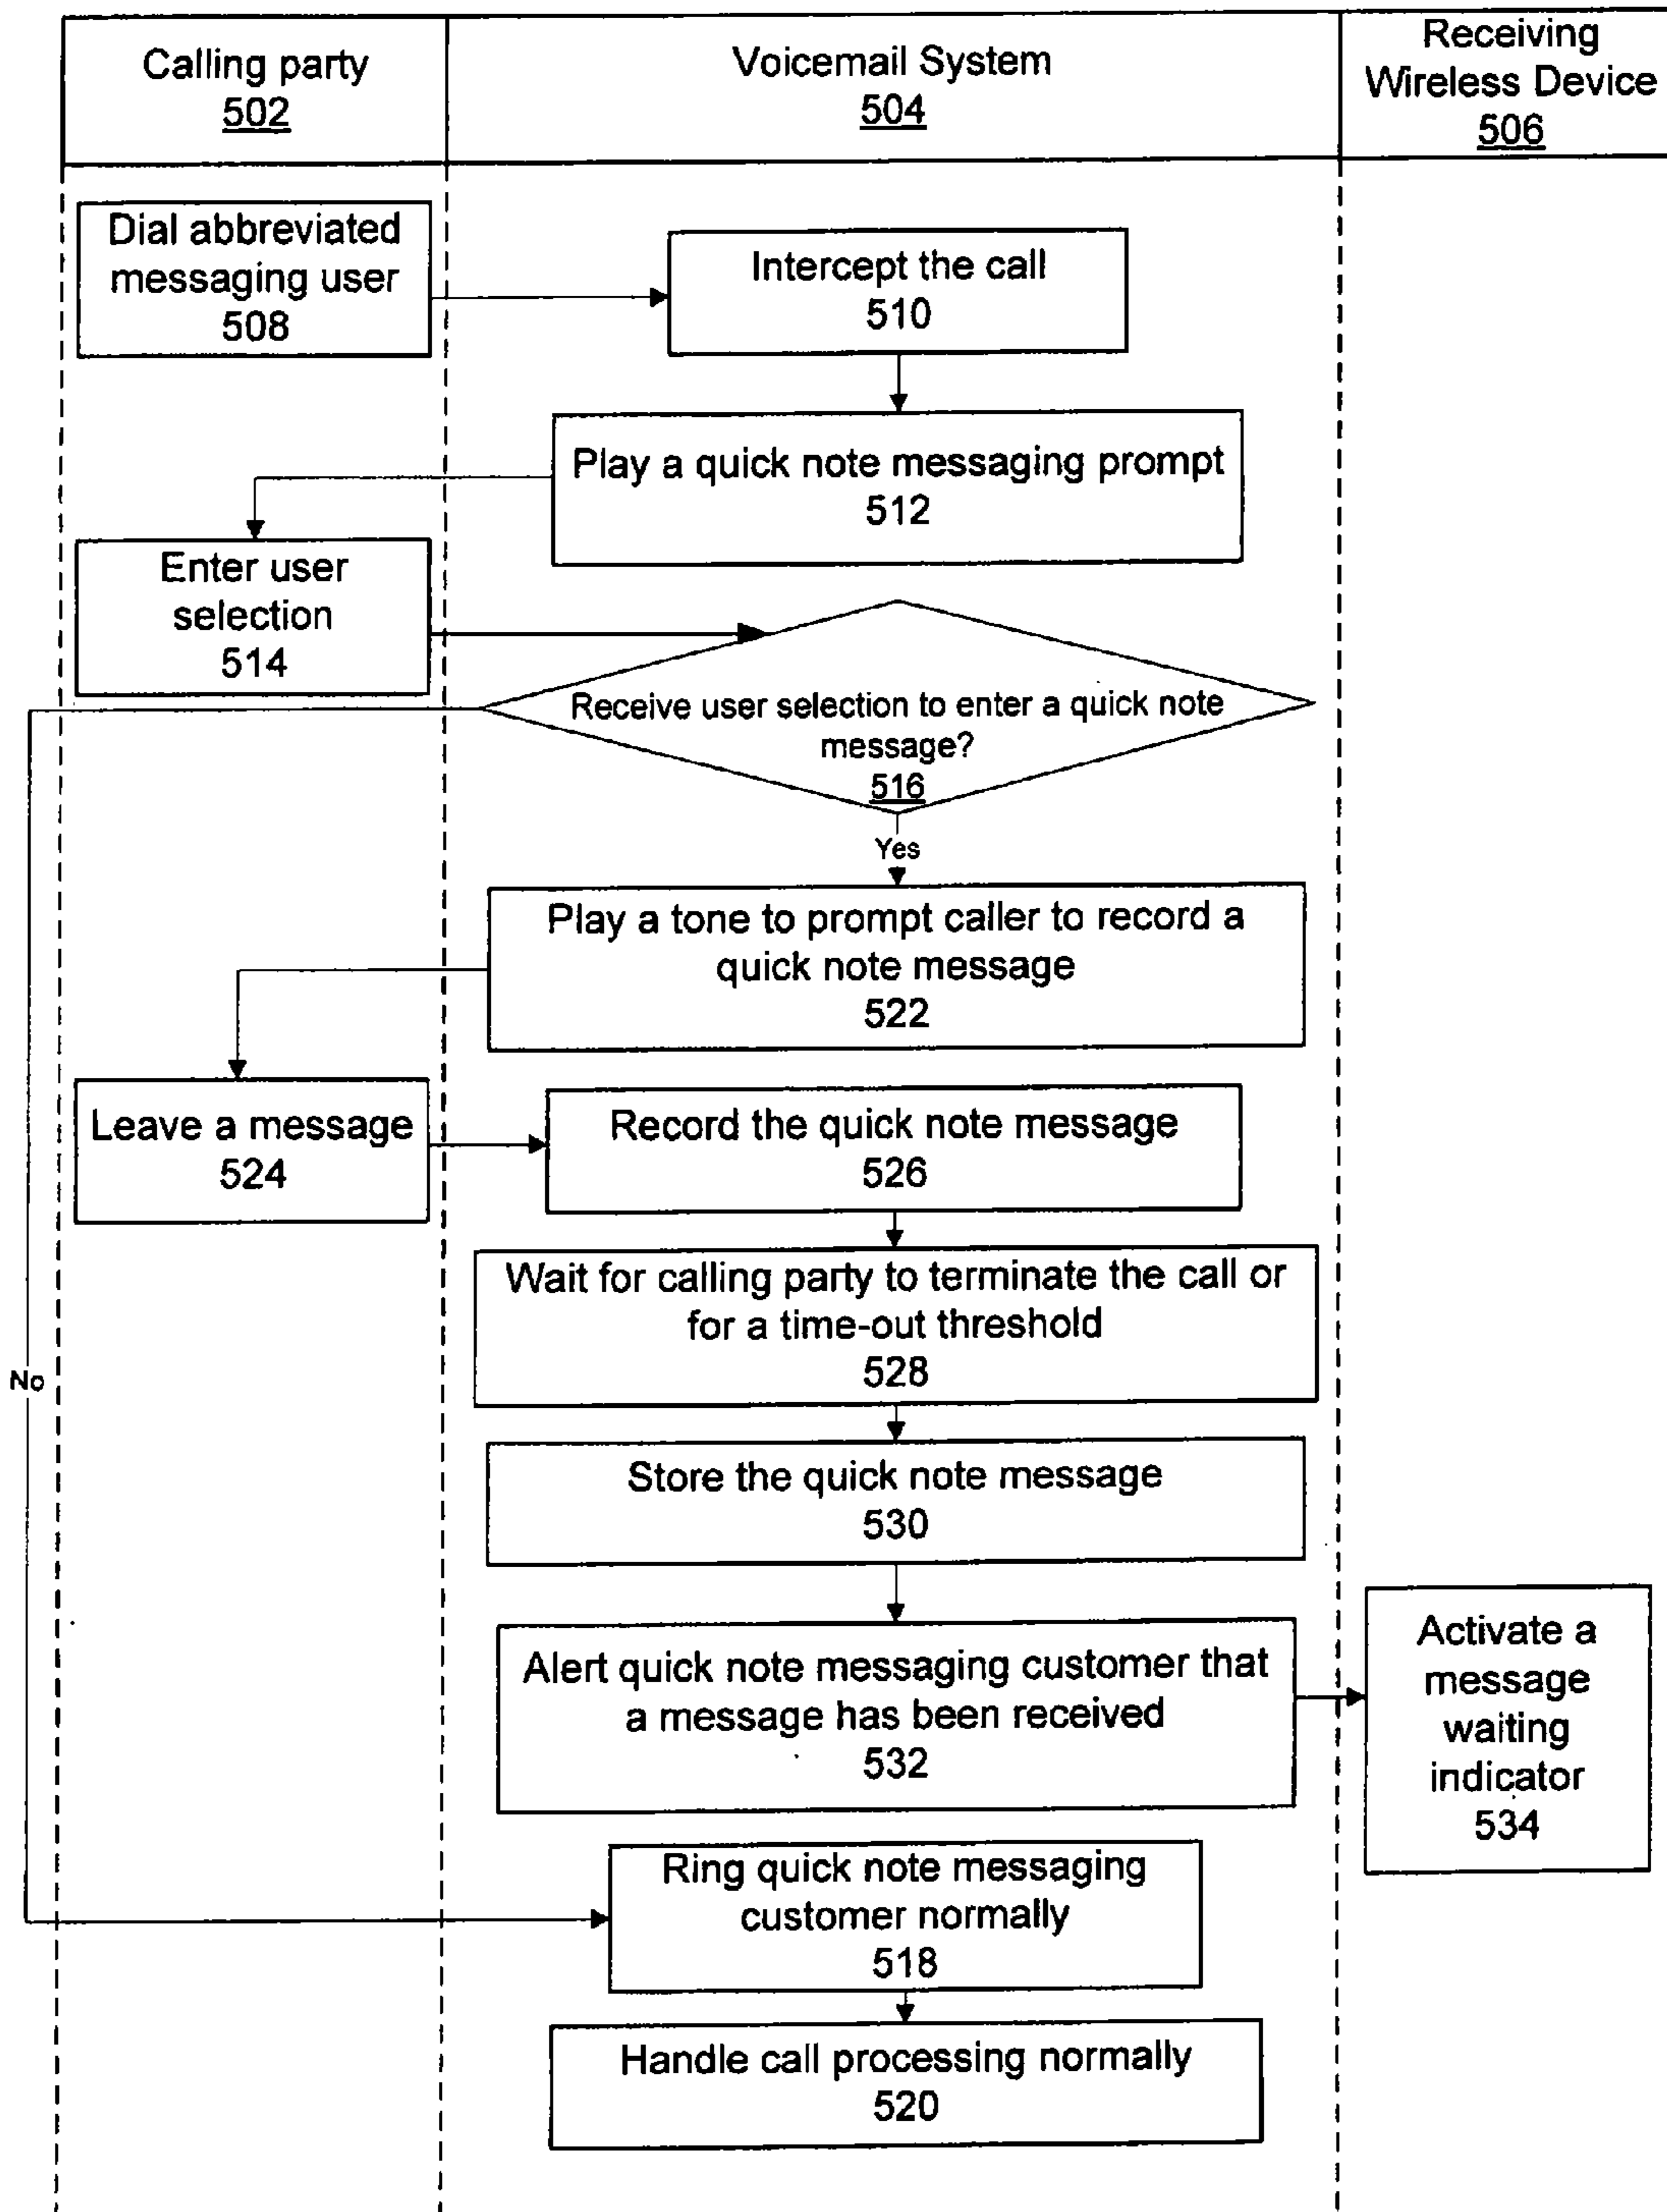 Calling party
502
Voicemail System
504
Receiving
Wireless Device
506
Dial abbreviated
messaging user
508
Intercept the call
510
Play a quick note messaging prompt
512
Enter user
selection
514
Receive user selection to enter a quick note
message?
516
Yes
Play a tone to prompt caller to record a
quick note message
522
Leave a message
524
Record the quick note message
526
Wait for calling party to terminate the call or
for a time-out threshold
528
No
Store the quick note message
530
Alert quick note messaging customer that
a message has been received
532
Activate a
message
waiting
indicator
534
Ring quick note messaging
customer normally
518
Handle call processing normally
520